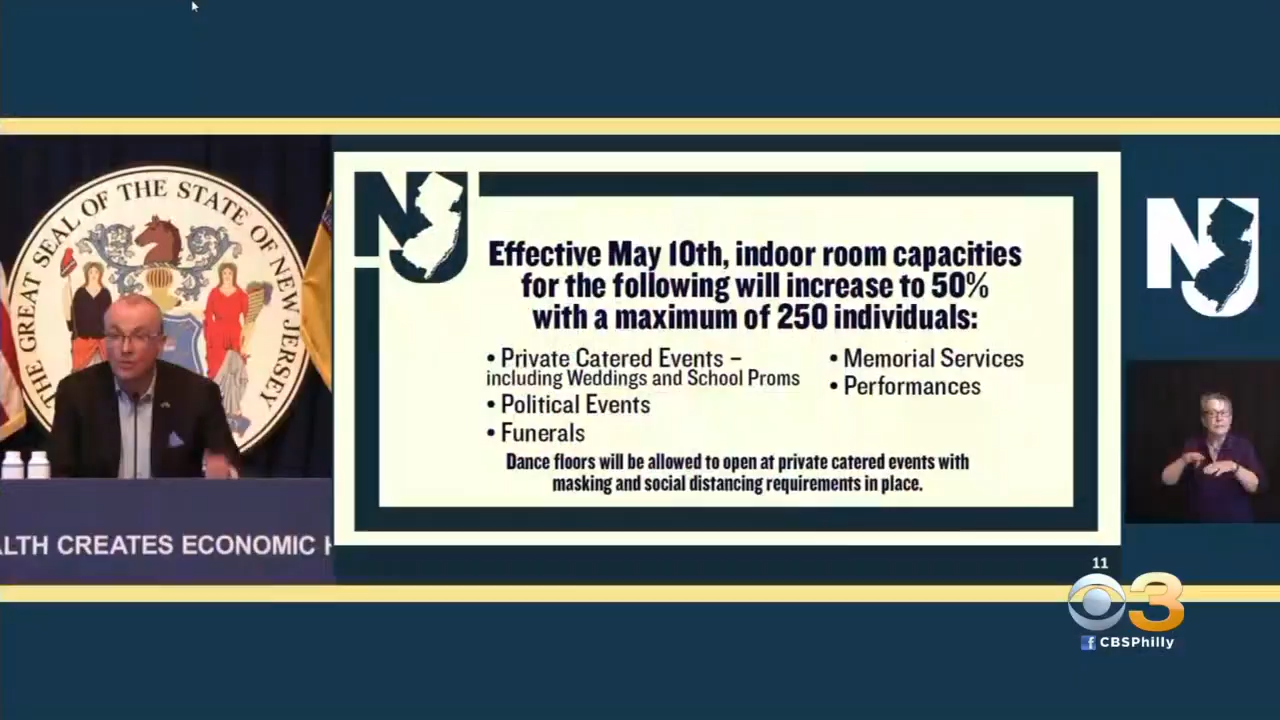 THE GREAT SEAL OF THE STATE OF NEW JERSEY
ALTH CREATES ECONOMIC H
NJ
Effective May 10th, indoor room capacities
for the following will increase to 50%
with a maximum of 250 individuals:
• Private Catered Events –
including Weddings and School Proms
• Political Events
• Funerals
• Memorial Services
• Performances
Dance floors will be allowed to open at private catered events with
masking and social distancing requirements in place.
NJ
11
3
f CBSPhilly